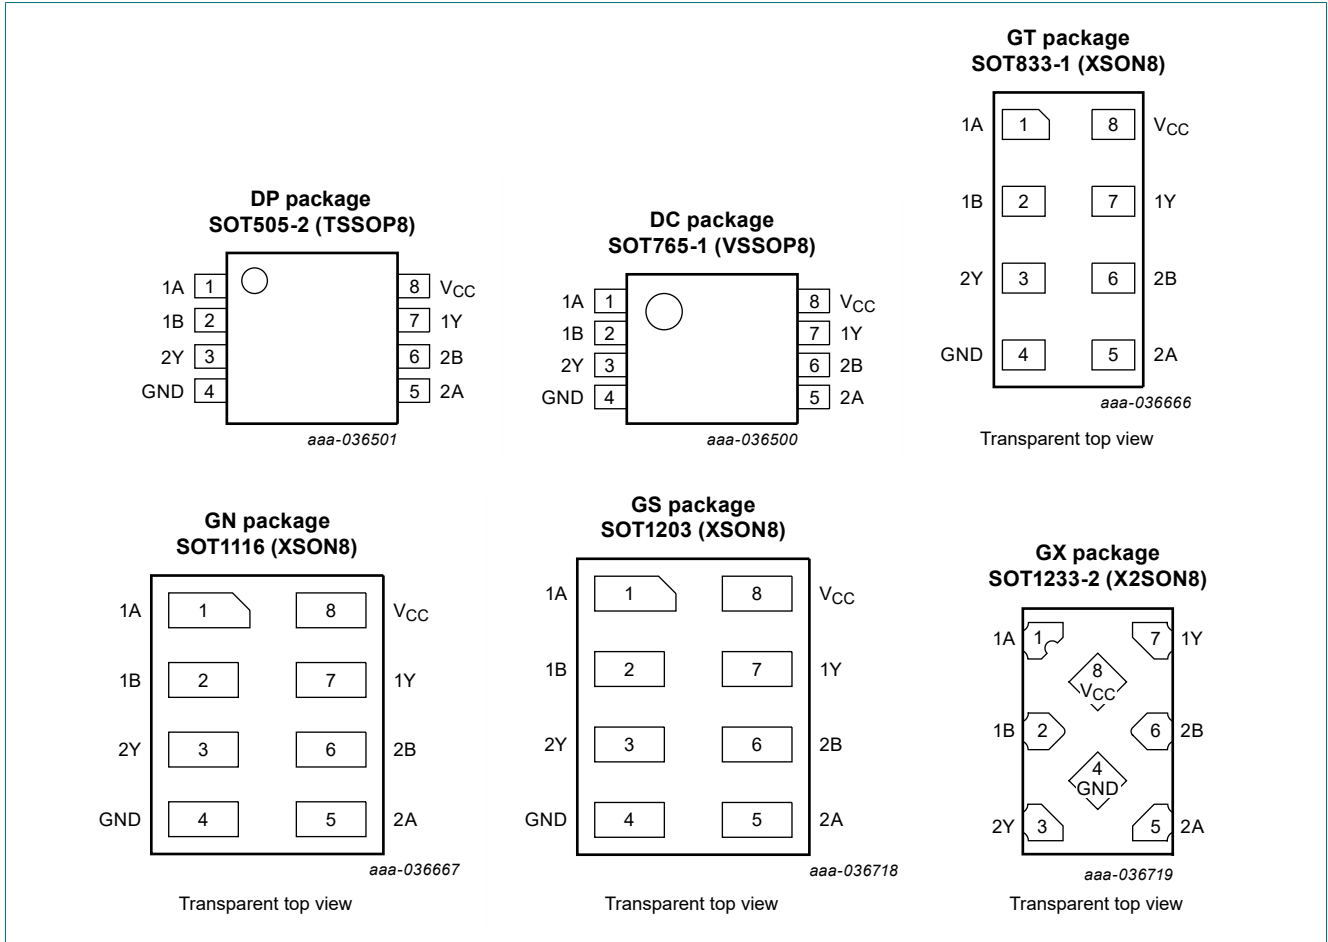 GT package
SOT833-1 (XSON8)
1A 1 8 VCC
1B 2 7 1Y
2Y 3 6 2B
GND 4 5 2A
aaa-036666
Transparent top view
DP package
SOT505-2 (TSSOP8)
1A 1 8 VCC
1B 2 7 1Y
2Y 3 6 2B
GND 4 5 2A
aaa-036501
DC package
SOT765-1 (VSSOP8)
1A 1 8 VCC
1B 2 7 1Y
2Y 3 6 2B
GND 4 5 2A
aaa-036500
GN package
SOT1116 (XSON8)
1A 1 8 VCC
1B 2 7 1Y
2Y 3 6 2B
GND 4 5 2A
aaa-036667
Transparent top view
GS package
SOT1203 (XSON8)
1A 1 8 VCC
1B 2 7 1Y
2Y 3 6 2B
GND 4 5 2A
aaa-036718
Transparent top view
GX package
SOT1233-2 (X2SON8)
1A 1 7 1Y
8
VCC
1B 2 6 2B
4
GND
2Y 3 5 2A
aaa-036719
Transparent top view